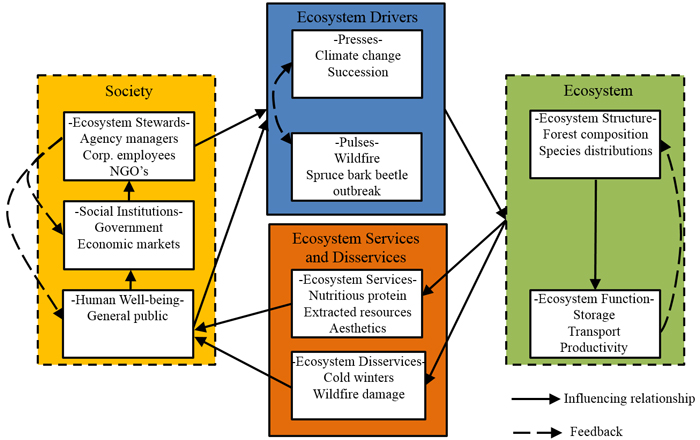 Society
-Ecosystem Stewards-
Agency managers
Corp. employees
NGO's
-Social Institutions-
Government
Economic markets
-Human Well-being-
General public
Ecosystem Drivers
-Presses-
Climate change
Succession
-Pulses-
Wildfire
Spruce bark beetle
outbreak
Ecosystem Services
and Disservices
-Ecosystem Services-
Nutritious protein
Extracted resources
Aesthetics
-Ecosystem Disservices-
Cold winters
Wildfire damage
Ecosystem
-Ecosystem Structure-
Forest composition
Species distributions
-Ecosystem Function-
Storage
Transport
Productivity
Influencing relationship
Feedback